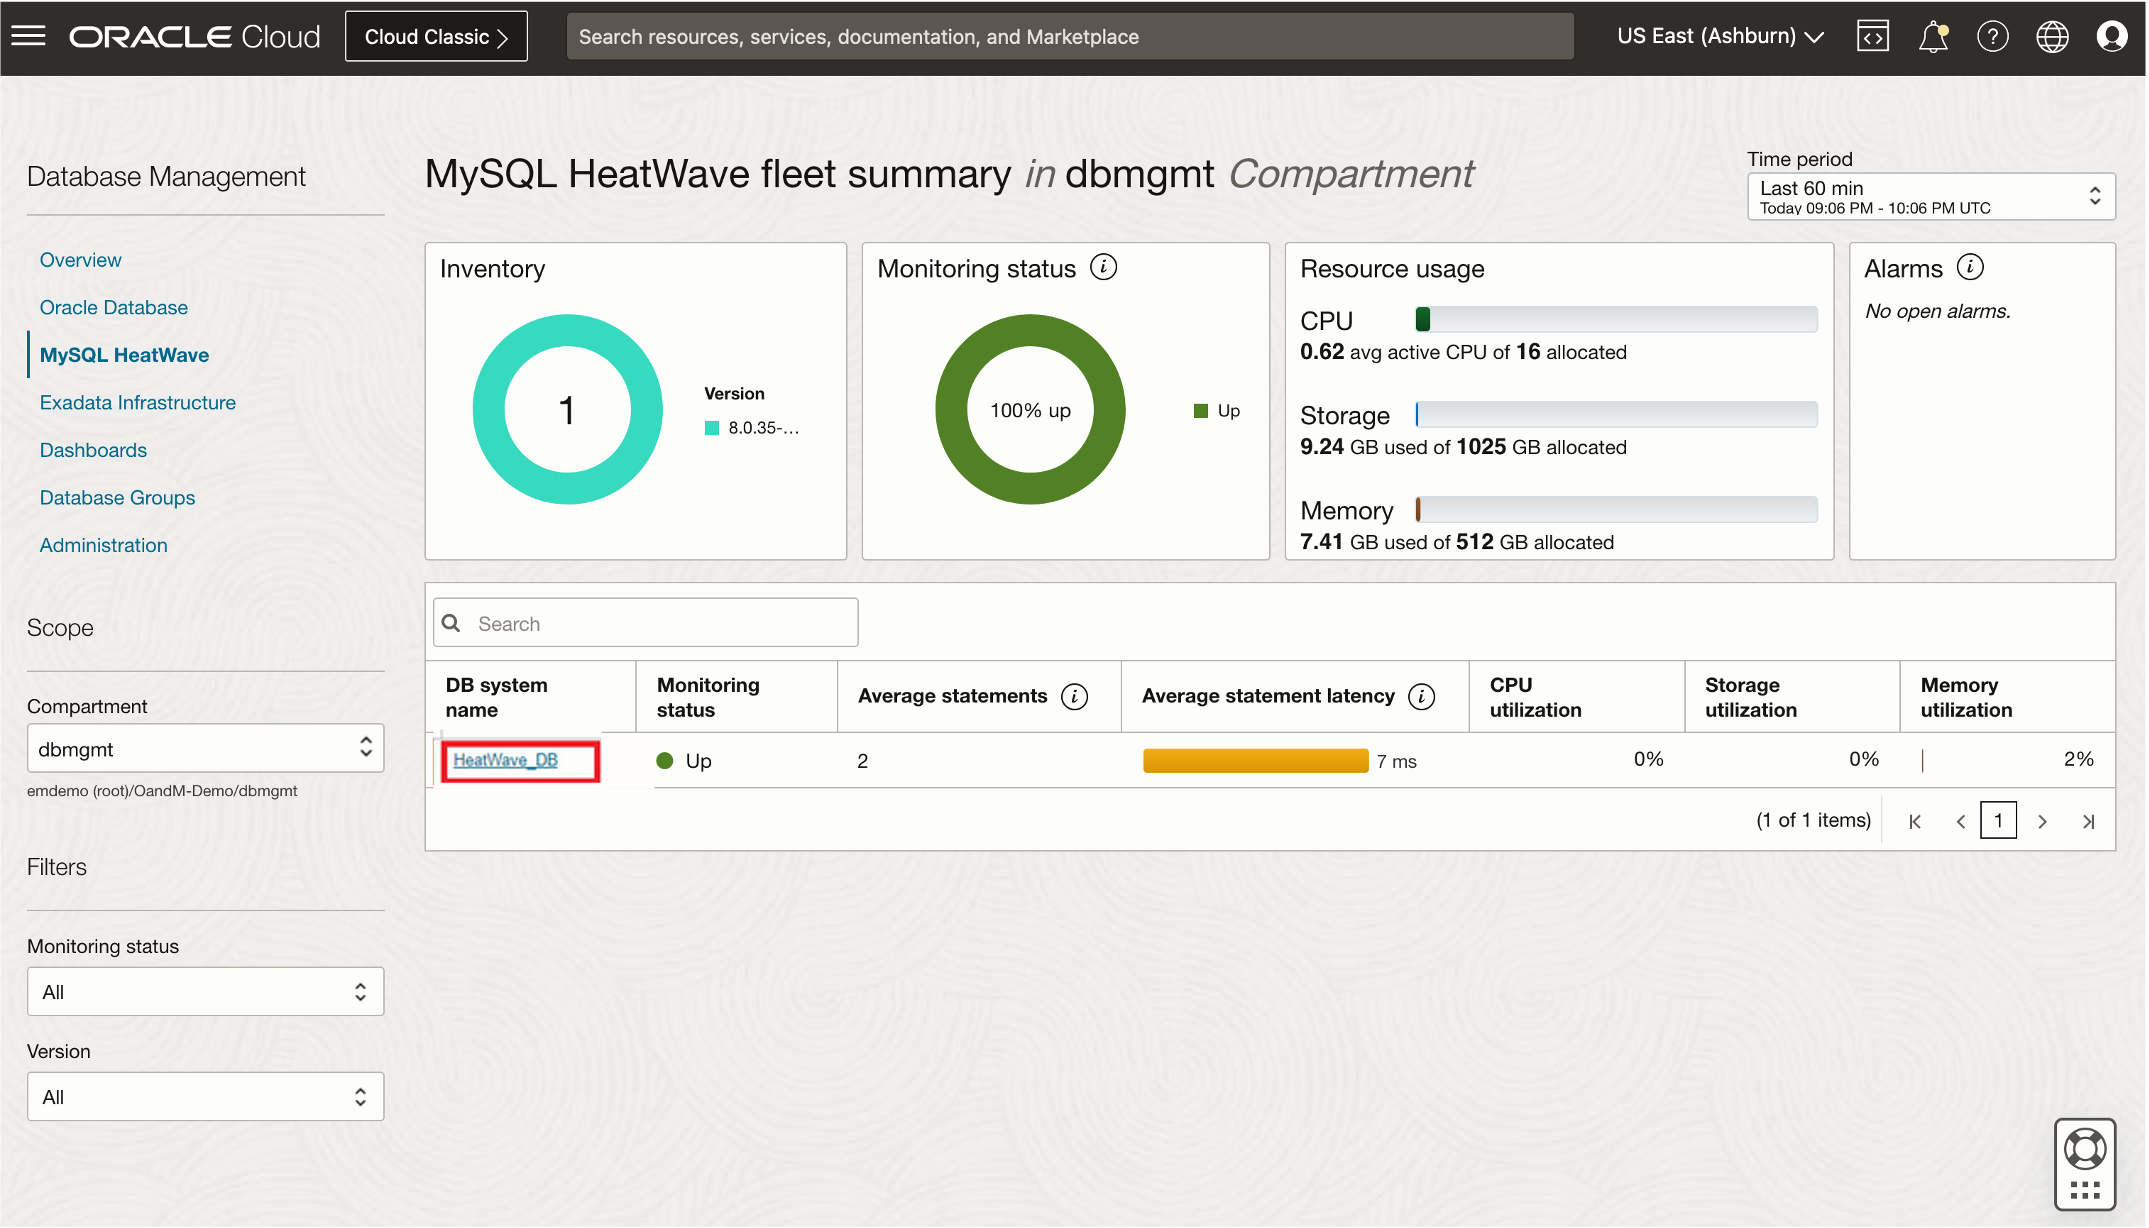 ORACLE Cloud
Cloud Classic
Search resources, services, documentation, and Marketplace
US East (Ashburn)
Database Management
Overview
Oracle Database
MySQL HeatWave
Exadata Infrastructure
Dashboards
Database Groups
Administration
Scope
Compartment
dbmgmt
emdemo (root)/OandM-Demo/dbmgmt
Filters
Monitoring status
All
Version
All
MySQL HeatWave fleet summary in dbmgmt Compartment
Time period
Last 60 min
Today 09:06 PM - 10:06 PM UTC
Inventory
1
Version
8.0.35-...
Monitoring status
100% up
Up
Resource usage
CPU
0.62 avg active CPU of 16 allocated
Storage
9.24 GB used of 1025 GB allocated
Memory
7.41 GB used of 512 GB allocated
Alarms
No open alarms.
Search
DB system name
Monitoring status
Average statements
Average statement latency
CPU utilization
Storage utilization
Memory utilization
HeatWave_DB
Up
2
7 ms
0%
0%
2%
(1 of 1 items)
1